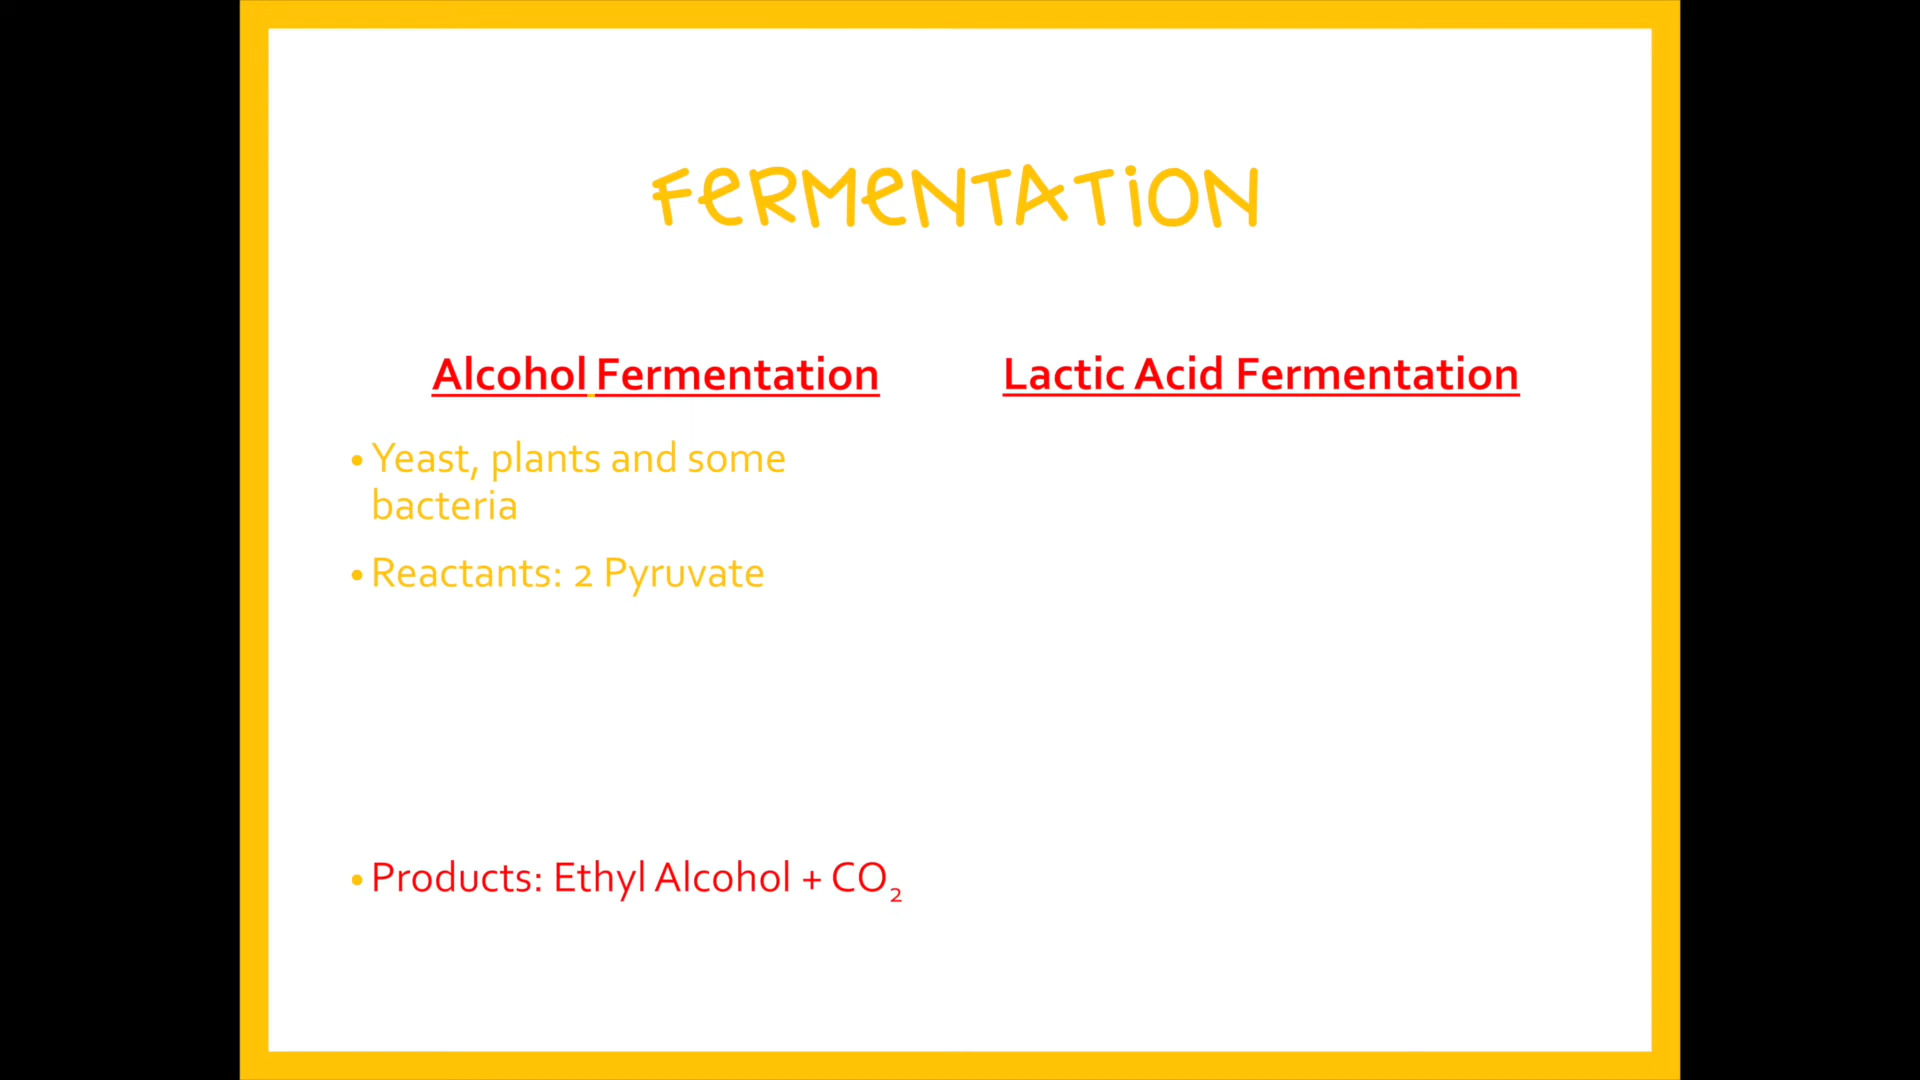 FeRMeNTATiON
Alcohol Fermentation
Lactic Acid Fermentation
• Yeast, plants and some
bacteria
• Reactants: 2 Pyruvate
• Products: Ethyl Alcohol + CO₂